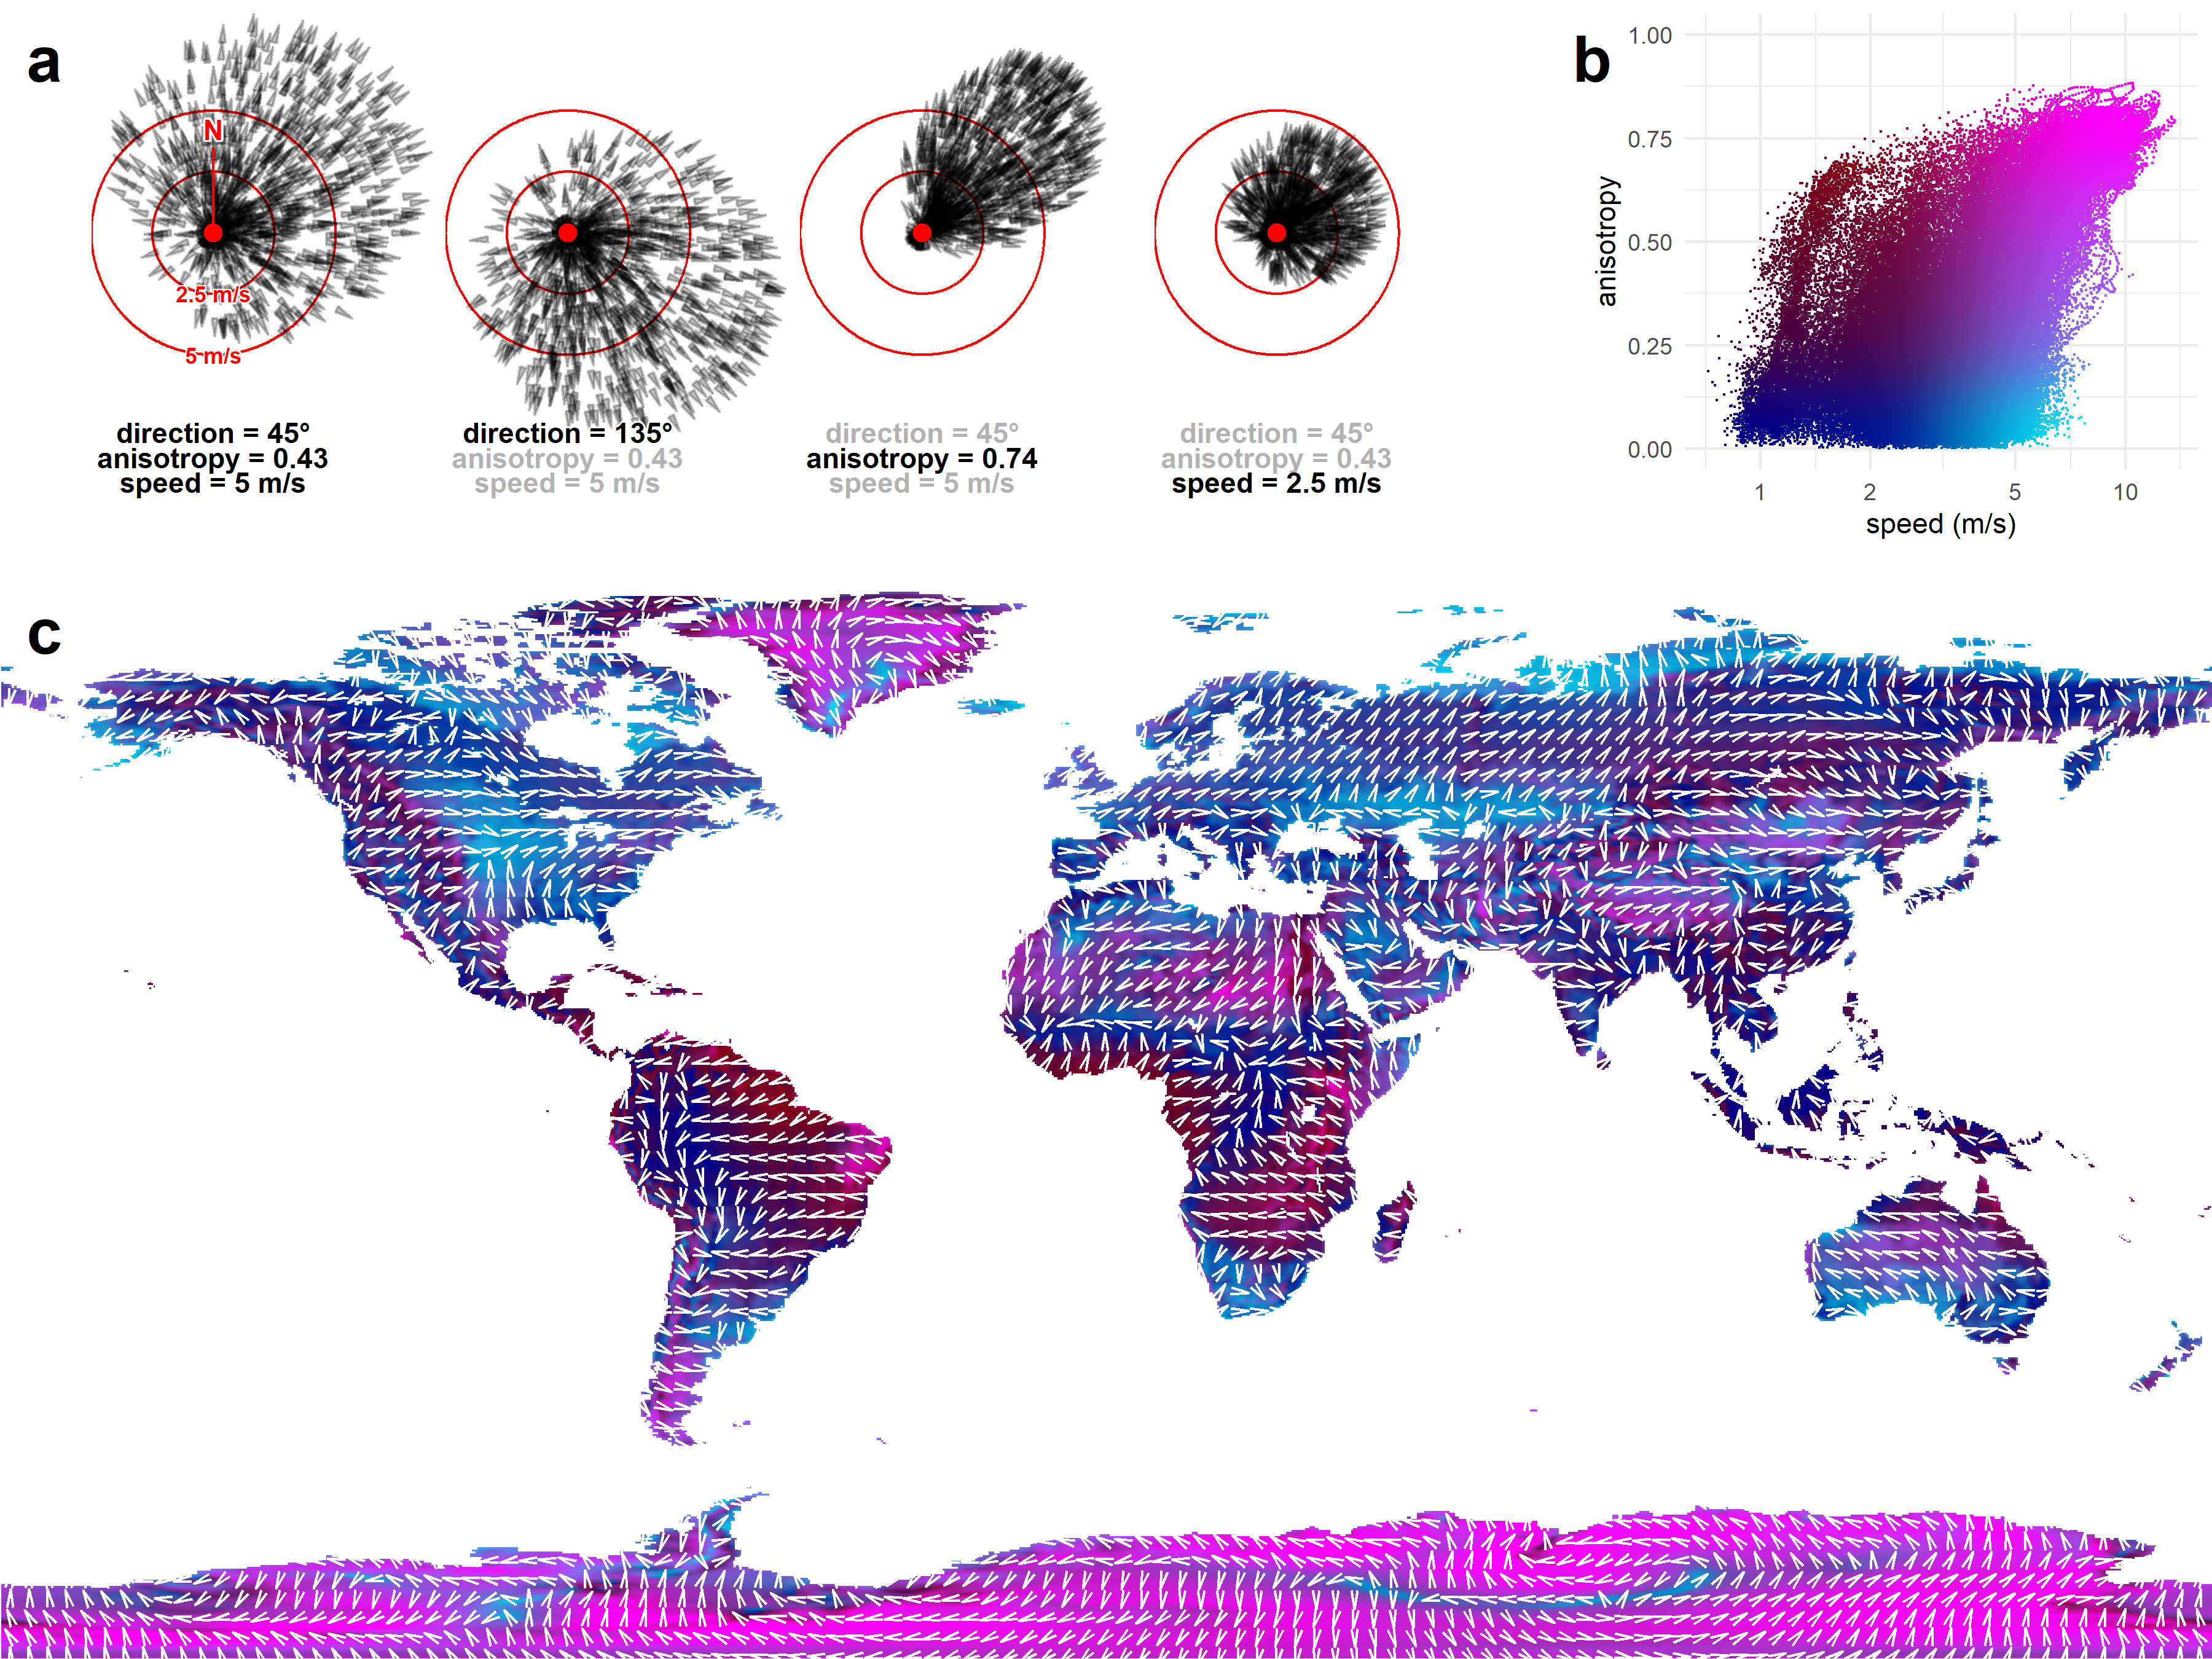 a
N
2.5 m/s
5 m/s
direction = 45°
anisotropy = 0.43
speed = 5 m/s
direction = 135°
anisotropy = 0.43
speed = 5 m/s
direction = 45°
anisotropy = 0.74
speed = 5 m/s
direction = 45°
anisotropy = 0.43
speed = 2.5 m/s
b
1.00
0.75
0.50
0.25
0.00
anisotropy
1 2 5 10
speed (m/s)
c